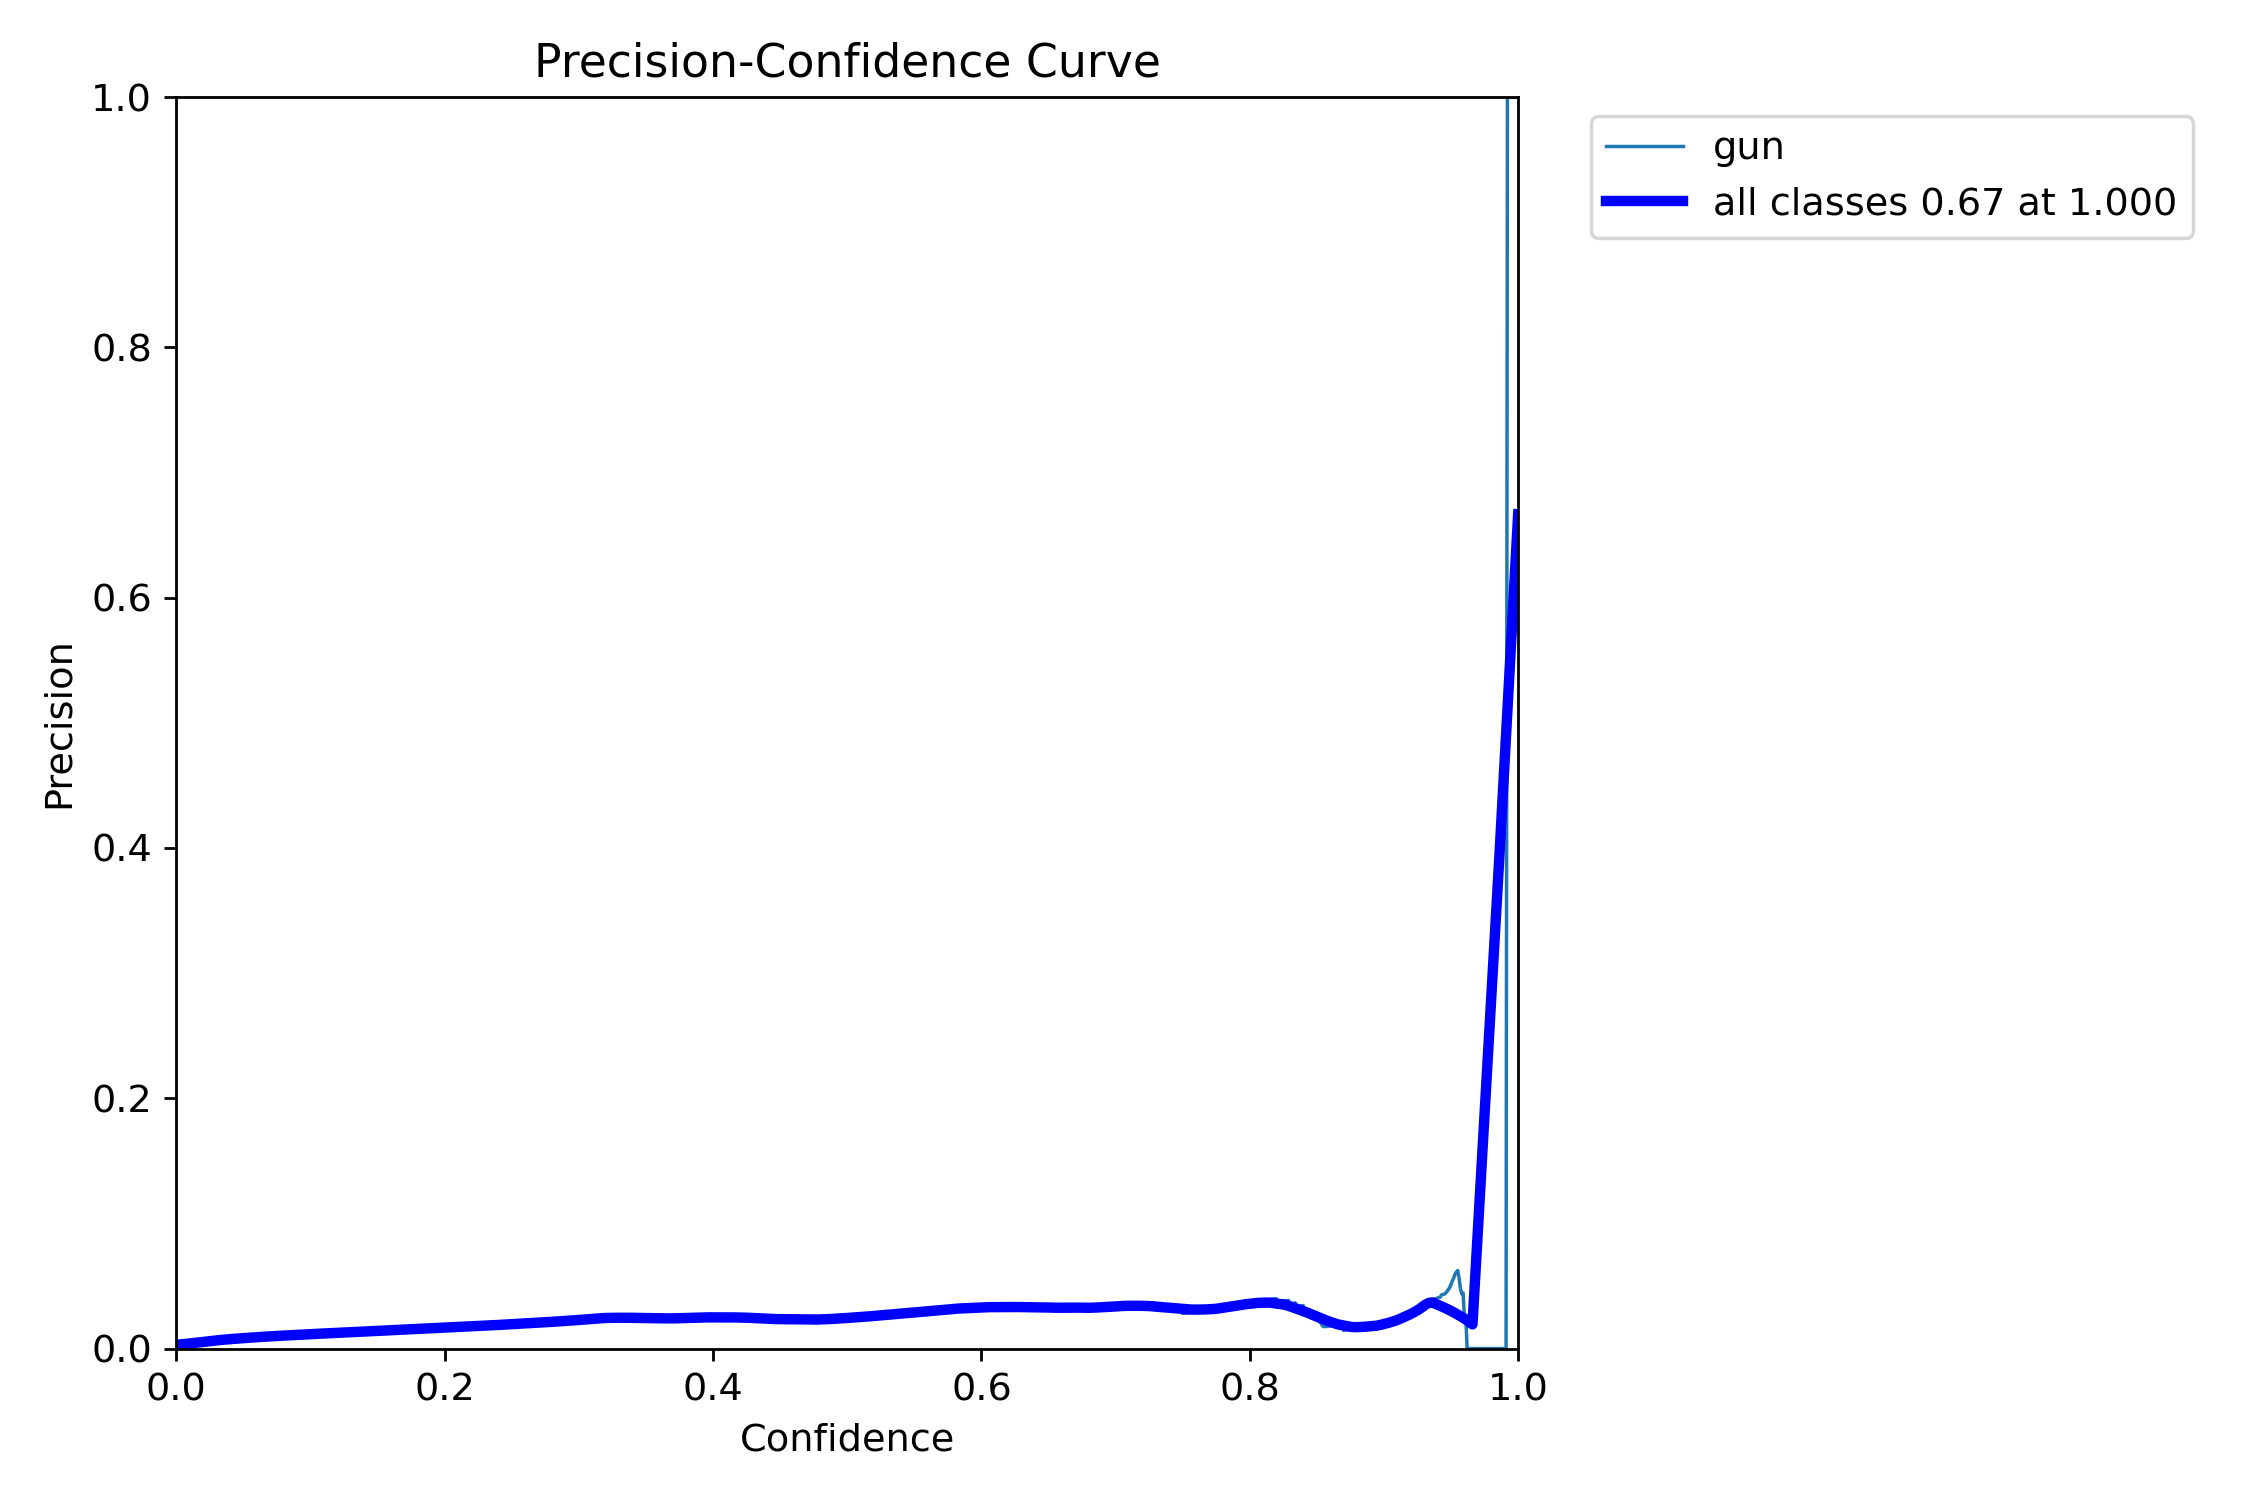 Precision-Confidence Curve
gun
all classes 0.67 at 1.000
1.0
0.8
0.6
0.4
0.2
0.0
Precision
0.0 0.2 0.4 0.6 0.8 1.0
Confidence